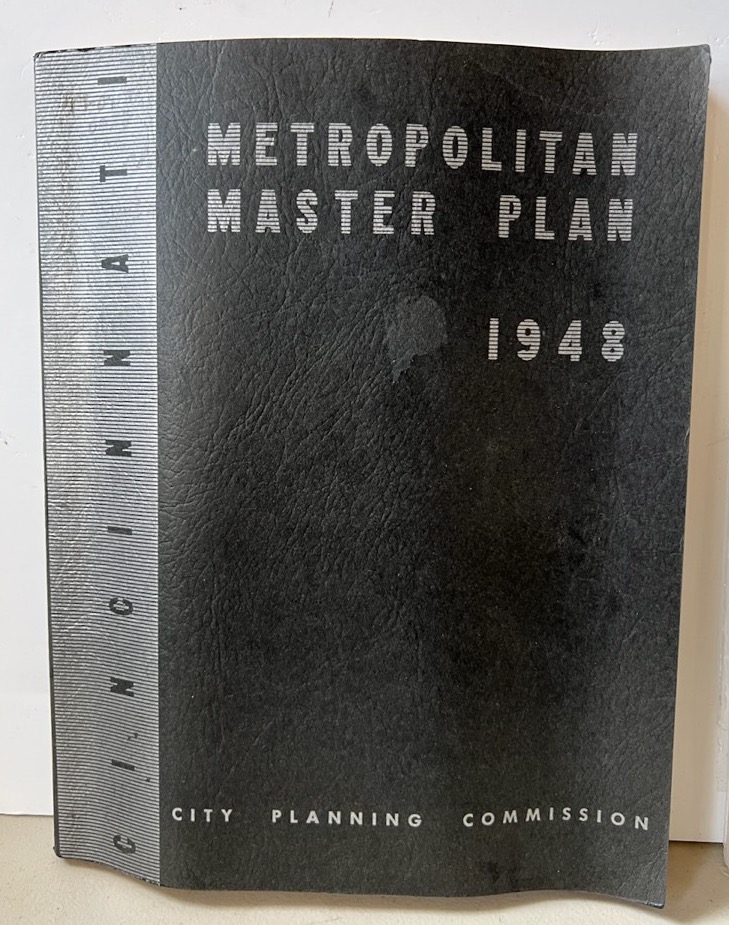 CINCINNATI
METROPOLITAN
MASTER PLAN
1948
CITY PLANNING COMMISSION